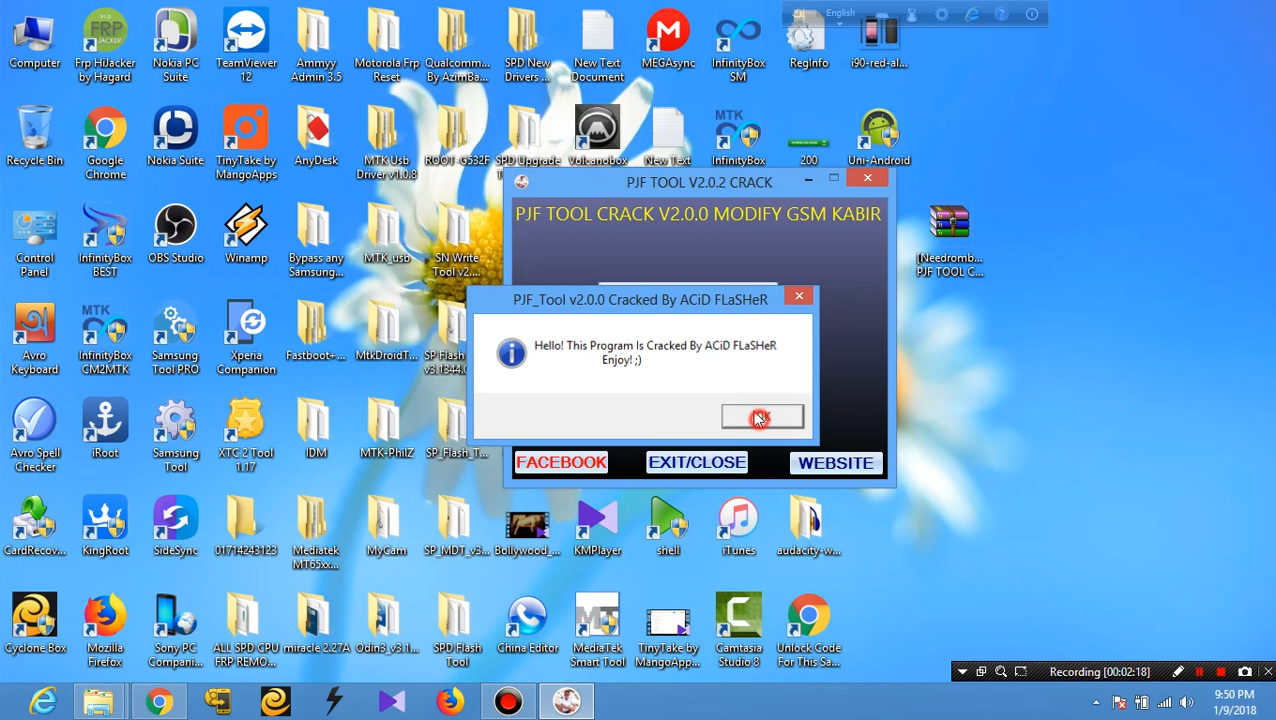 English
Computer
Frp HiJacker
by Hagard
Nokia PC
Suite
TeamViewer
12
Ammyy
Admin 3.5
Motorola Frp
Reset
Qualcomm...
By AzimBa...
SPD New
Drivers ...
New Text
Document
MEGAsync
InfinityBox
SM
RegInfo
i90-red-al...
Recycle Bin
Google
Chrome
Nokia Suite
TinyTake by
MangoApps
AnyDesk
MTK Usb
Driver v1.0.8
ROOT-G532F
SPD Upgrade
Volcanobox
New Text
MTK
InfinityBox
200
Uni-Android
PJF TOOL V2.0.2 CRACK
PJF TOOL CRACK V2.0.0 MODIFY GSM KABIR
Control
Panel
InfinityBox
BEST
OBS Studio
Winamp
Bypass any
Samsung...
MTK_usb
SN Write
Tool v2....
[Needromb...
PJF TOOL C...
PJF_Tool v2.0.0 Cracked By ACiD FLaSHeR
Hello! This Program Is Cracked By ACiD FLaSHeR
Enjoy! ;)
Avro
Keyboard
MTK
InfinityBox
CM2MTK
Samsung
Tool PRO
Xperia
Companion
Fastboot+...
MtkDroidT...
SP Flash
v3.1344.0
Avro Spell
Checker
iRoot
Samsung
Tool
XTC 2 Tool
1.17
IDM
MTK-PhilZ
SP_Flash_T...
FACEBOOK
EXIT/CLOSE
WEBSITE
CardRecov...
KingRoot
SideSync
01714243123
Mediatek
MT65xx...
MyCam
SP_MDT_v3...
Bollywood_...
KMPlayer
shell
iTunes
audacity-w...
Cyclone Box
Mozilla
Firefox
Sony PC
Compani...
ALL SPD CPU
FRP REMO...
miracle 2.27A
Odin3_v3.1...
SPD Flash
Tool
China Editor
MediaTek
Smart Tool
TinyTake by
MangoApp...
Camtasia
Studio 8
Unlock Code
For This Sa...
Recording [00:02:18]
9:50 PM
1/9/2018